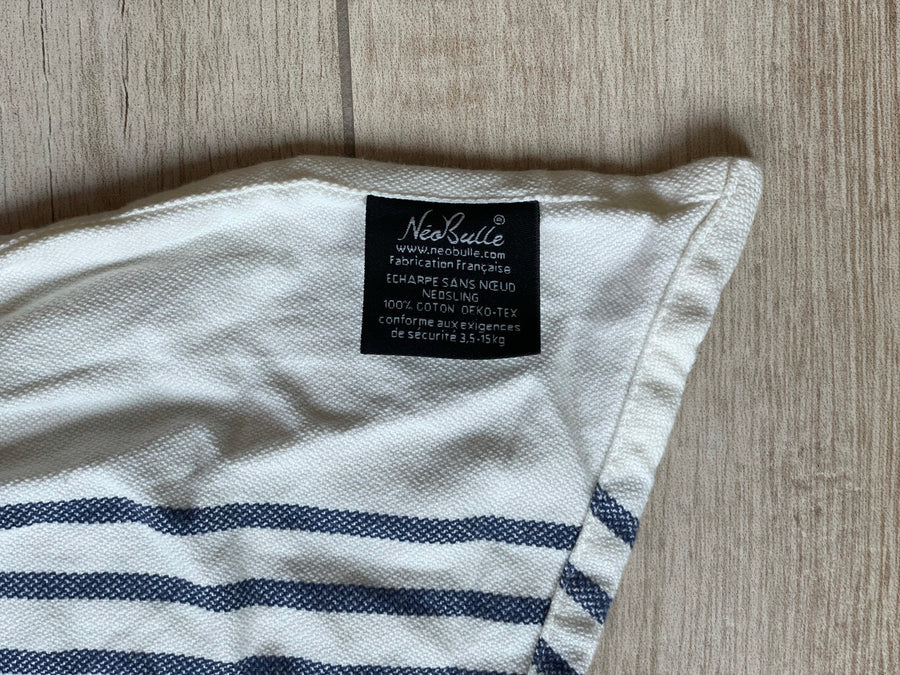 NéoBulle®
www.neobulle.com
Fabrication Française
ECHARPE SANS NŒUD
NEOSLING
100% COTON OEKO-TEX
conforme aux exigences
de sécurité 3,5-15kg